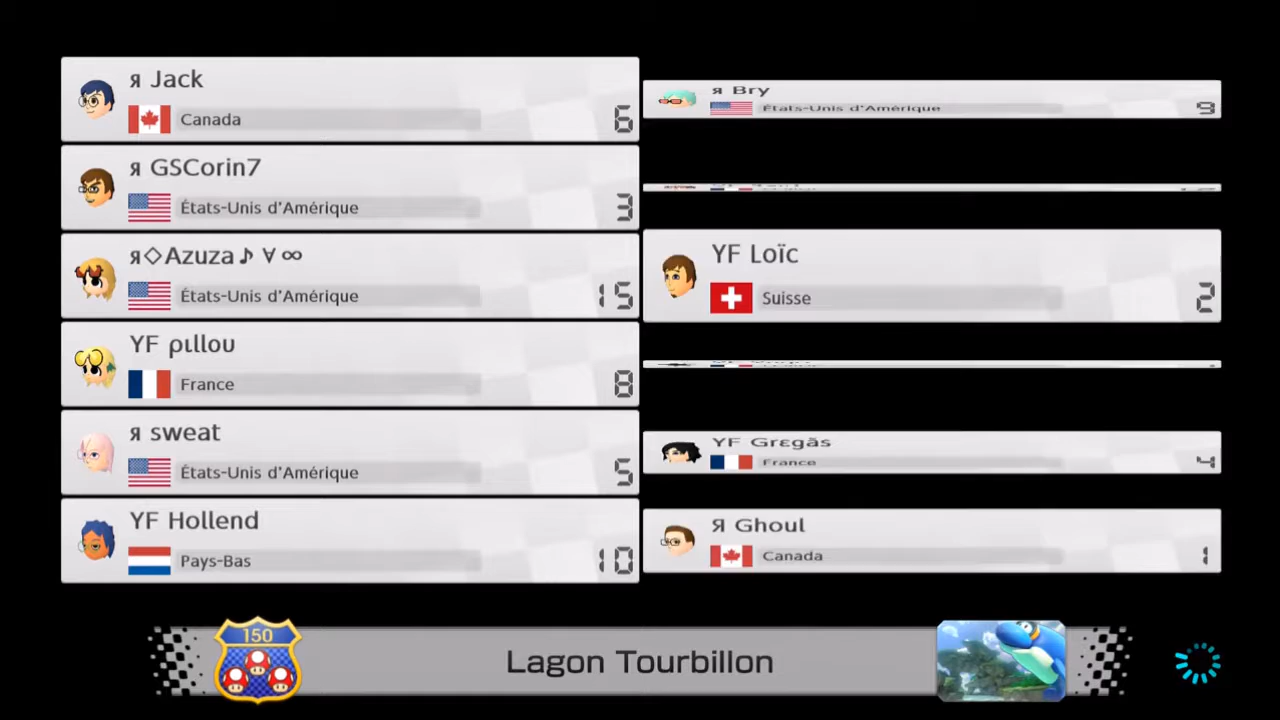 я Jack
Canada
6
я GSCorin7
États-Unis d'Amérique
3
я◇Azuza♪∀∞
États-Unis d'Amérique
15
YF ριllου
France
8
я sweat
États-Unis d'Amérique
5
YF Hollend
Pays-Bas
10
я Bry
États-Unis d'Amérique
9
YF Loïc
Suisse
2
YF Grεgãs
France
4
Я Ghoul
Canada
1
150
Lagon Tourbillon